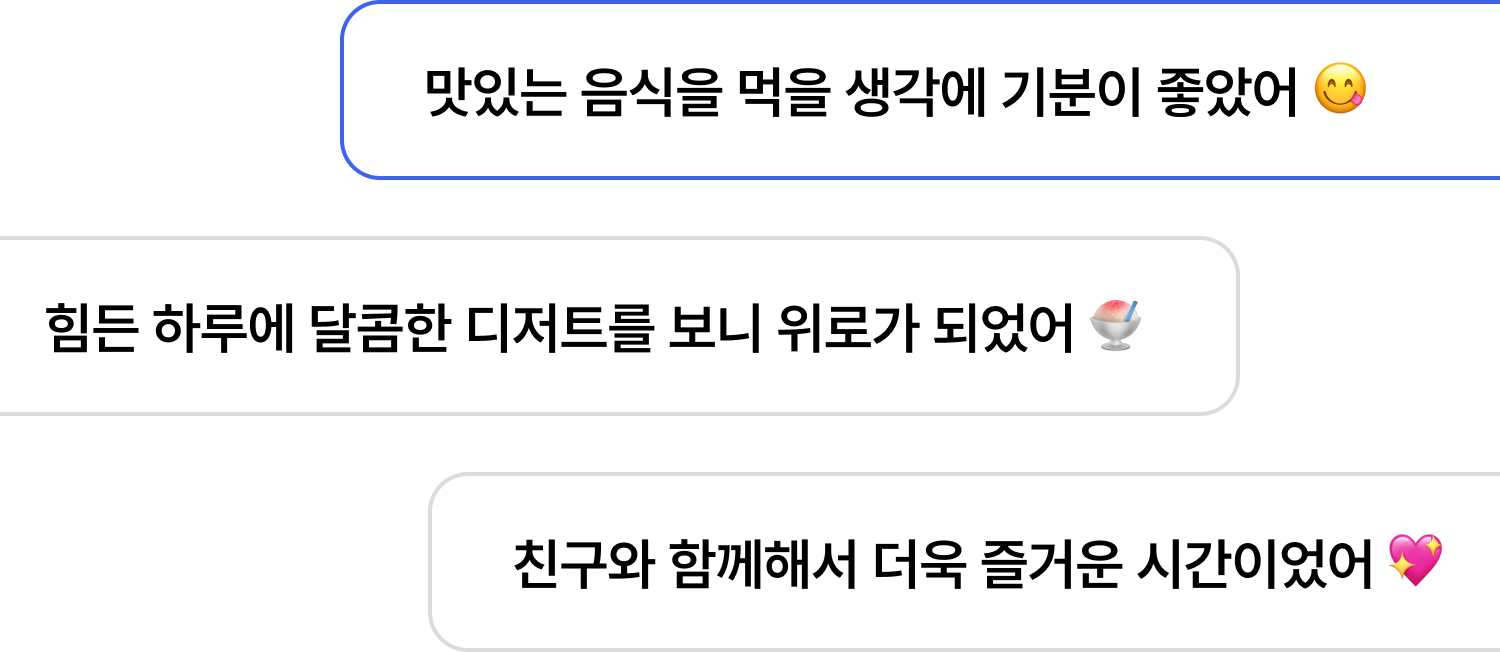 맛있는 음식을 먹을 생각에 기분이 좋았어 😋
힘든 하루에 달콤한 디저트를 보니 위로가 되었어 🍧
친구와 함께해서 더욱 즐거운 시간이었어 💖